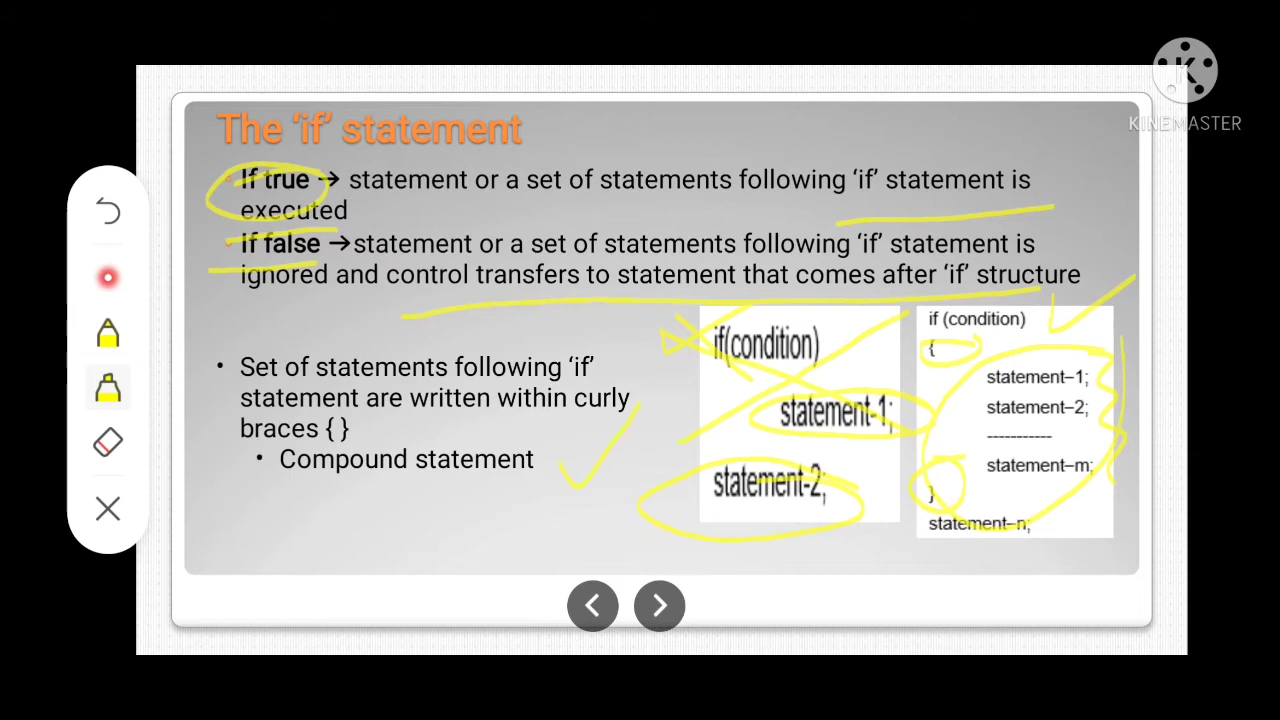 KINEMASTER
The ‘if’ statement
• If true → statement or a set of statements following ‘if’ statement is
executed
• If false →statement or a set of statements following ‘if’ statement is
ignored and control transfers to statement that comes after ‘if’ structure
• Set of statements following ‘if’
statement are written within curly
braces { }
• Compound statement
if(condition)
statement-1;
statement-2;
if (condition)
{
statement–1;
statement–2;
-----------
statement–m;
}
statement–n;